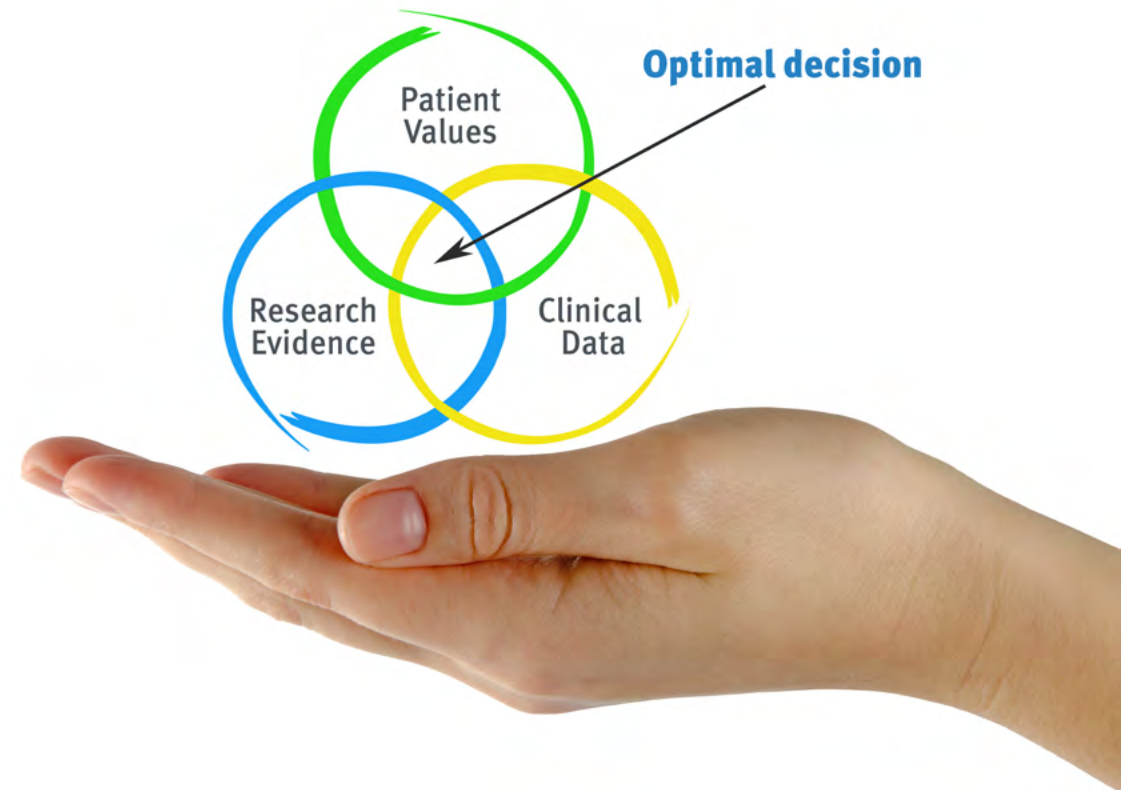 Optimal decision
Patient
Values
Research
Evidence
Clinical
Data